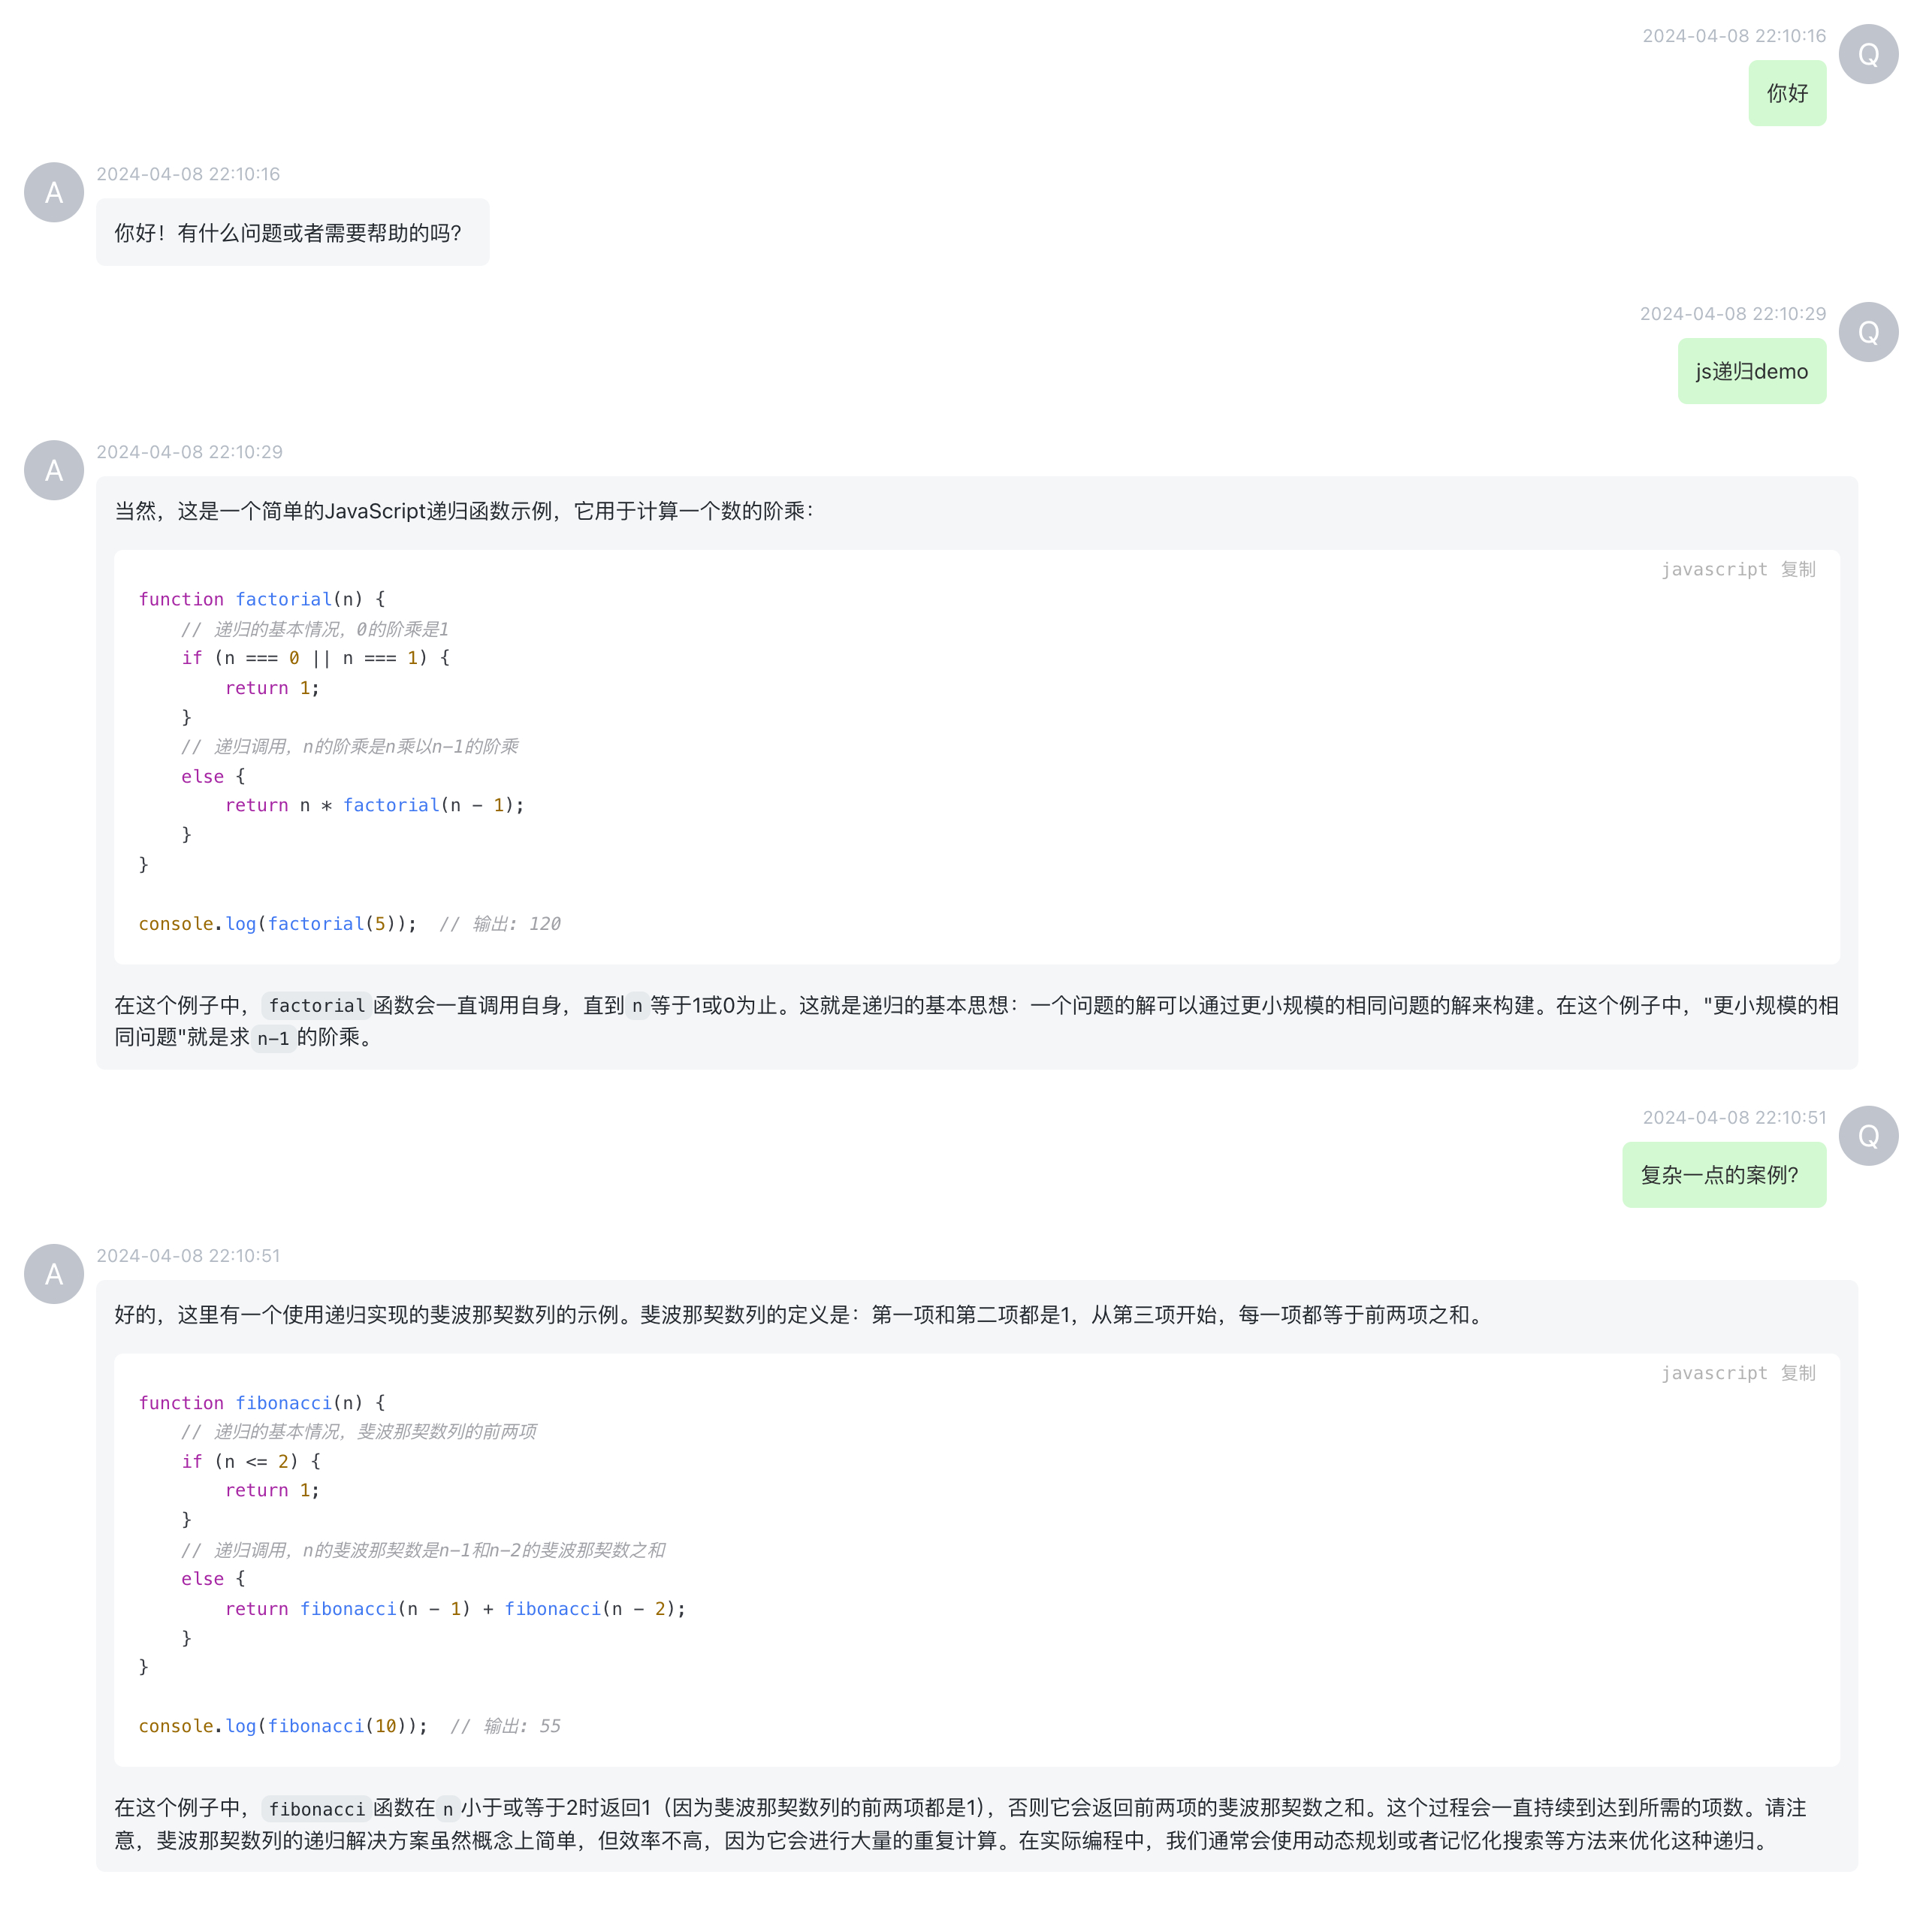 2024-04-08 22:10:16
Q
你好
A
2024-04-08 22:10:16
你好！有什么问题或者需要帮助的吗？
2024-04-08 22:10:29
Q
js递归demo
A
2024-04-08 22:10:29
当然，这是一个简单的JavaScript递归函数示例，它用于计算一个数的阶乘：
javascript 复制
function factorial(n) {
    // 递归的基本情况，0的阶乘是1
    if (n === 0 || n === 1) {
        return 1;
    }
    // 递归调用，n的阶乘是n乘以n-1的阶乘
    else {
        return n * factorial(n - 1);
    }
}
console.log(factorial(5));  // 输出: 120
在这个例子中，factorial函数会一直调用自身，直到n等于1或0为止。这就是递归的基本思想：一个问题的解可以通过更小规模的相同问题的解来构建。在这个例子中，"更小规模的相
同问题"就是求n-1的阶乘。
2024-04-08 22:10:51
Q
复杂一点的案例？
A
2024-04-08 22:10:51
好的，这里有一个使用递归实现的斐波那契数列的示例。斐波那契数列的定义是：第一项和第二项都是1，从第三项开始，每一项都等于前两项之和。
javascript 复制
function fibonacci(n) {
    // 递归的基本情况，斐波那契数列的前两项
    if (n <= 2) {
        return 1;
    }
    // 递归调用，n的斐波那契数是n-1和n-2的斐波那契数之和
    else {
        return fibonacci(n - 1) + fibonacci(n - 2);
    }
}
console.log(fibonacci(10));  // 输出: 55
在这个例子中，fibonacci函数在n小于或等于2时返回1（因为斐波那契数列的前两项都是1），否则它会返回前两项的斐波那契数之和。这个过程会一直持续到达到所需的项数。请注
意，斐波那契数列的递归解决方案虽然概念上简单，但效率不高，因为它会进行大量的重复计算。在实际编程中，我们通常会使用动态规划或者记忆化搜索等方法来优化这种递归。